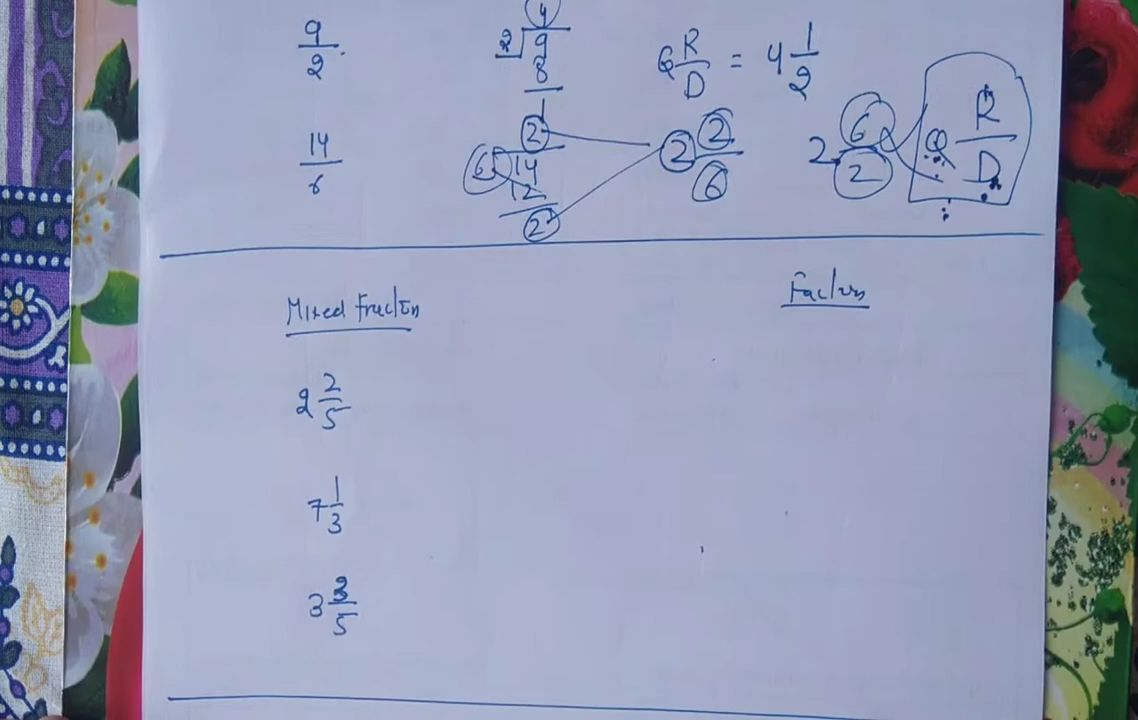 9/2 2)9 4 8 1 Q R/D = 4 1/2
14/6 6)14 2 12 2 2 2/6 2 6/2 Q R/D
Mixed Fraction Factors
2 2/5
7 1/3
3 /5